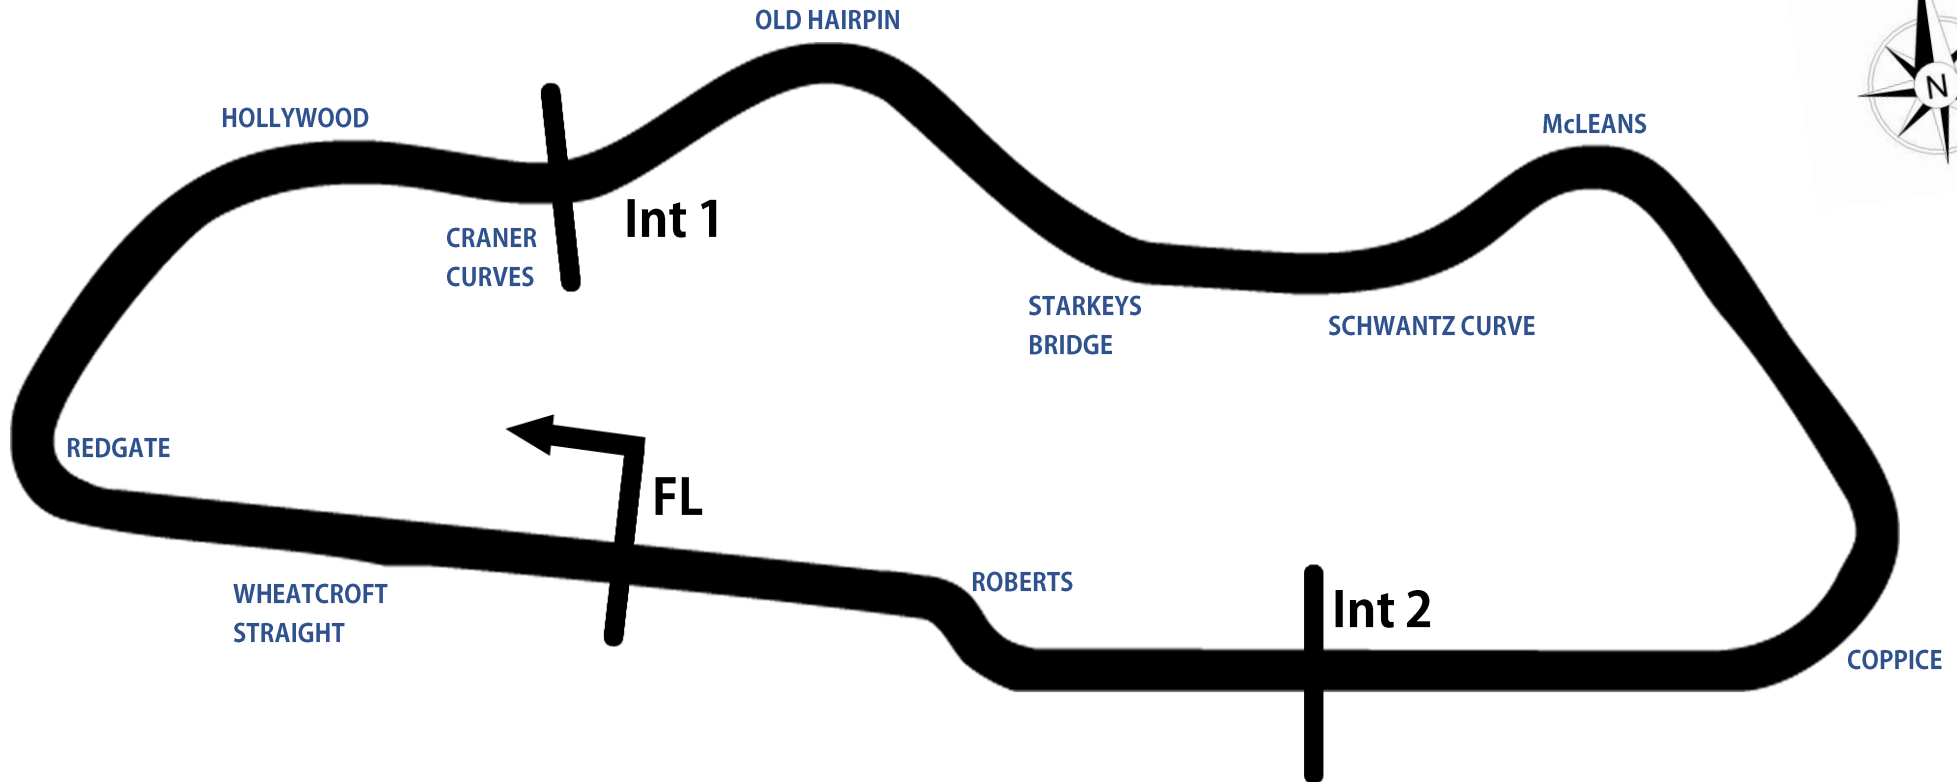 OLD HAIRPIN
HOLLYWOOD
McLEANS
N
Int 1
CRANER
CURVES
STARKEYS
BRIDGE
SCHWANTZ CURVE
REDGATE
FL
WHEATCROFT
STRAIGHT
ROBERTS
Int 2
COPPICE